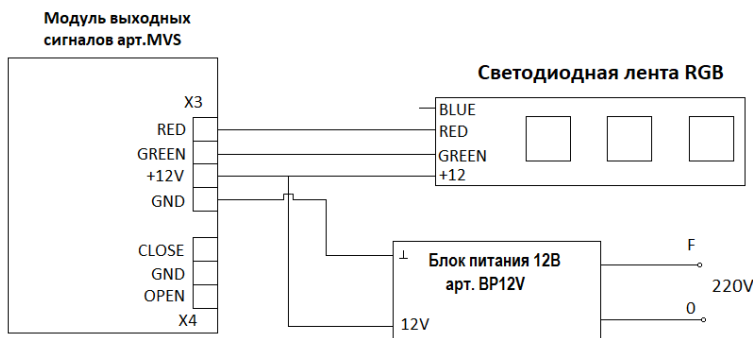 Модуль выходных
сигналов арт.MVS
X3
RED
GREEN
+12V
GND
CLOSE
GND
OPEN
X4
Светодиодная лента RGB
BLUE
RED
GREEN
+12
⊥
Блок питания 12В
арт. BP12V
12V
F
220V
0